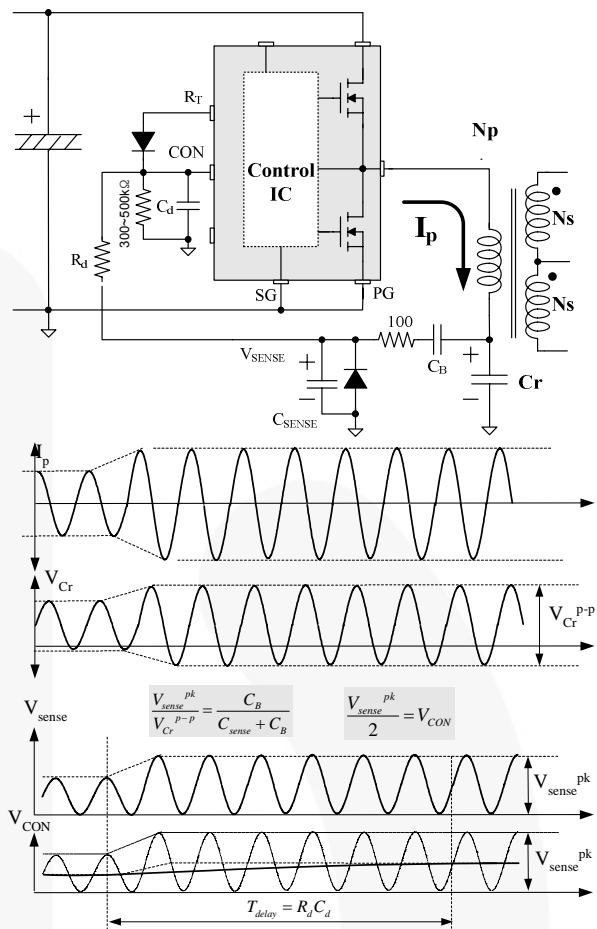 +
R_T
CON
300~500kΩ
C_d
Control
IC
R_d
SG
PG
Np
I_p
Ns
Ns
100
V_SENSE
C_B
+
−
C_SENSE
+
−
Cr
I_p
V_Cr
V_Cr^p-p
V_sense^pk / V_Cr^p-p = C_B / (C_sense + C_B)
V_sense^pk / 2 = V_CON
V_sense
V_sense^pk
V_CON
V_sense^pk
T_delay = R_d C_d